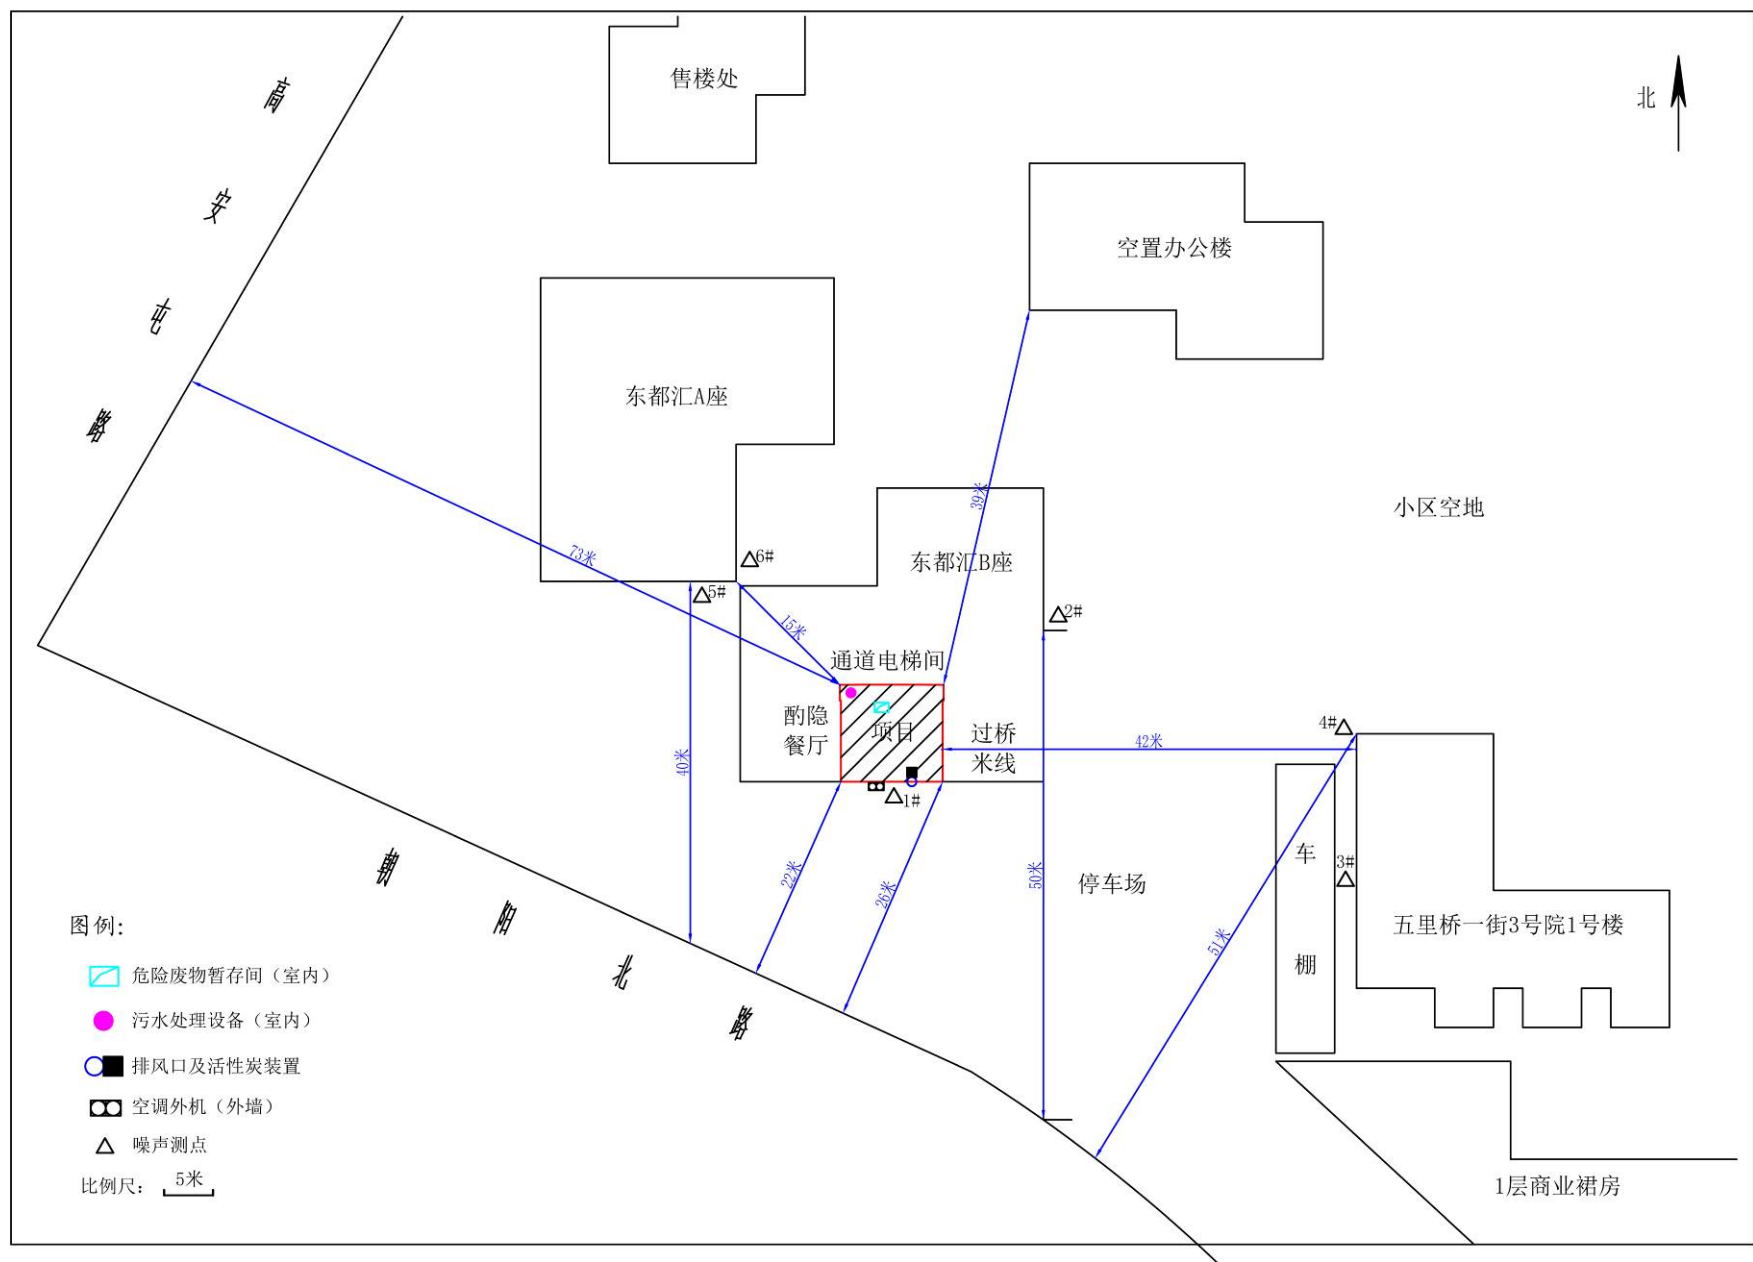 售楼处
北
高
安
屯
路
空置办公楼
东都汇A座
39米
小区空地
73米
6#
5#
东都汇B座
2#
15米
通道电梯间
酌隐
餐厅
项目
过桥
米线
4#
42米
40米
1#
22米
26米
50米
停车场
车
棚
3#
51米
五里桥一街3号院1号楼
朝
阳
北
路
图例:
危险废物暂存间（室内）
污水处理设备（室内）
排风口及活性炭装置
空调外机（外墙）
噪声测点
比例尺: 5米
1层商业裙房